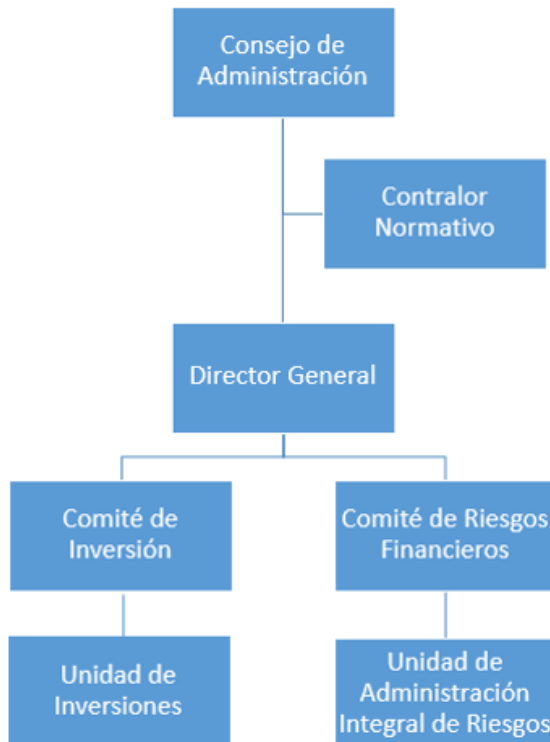 Consejo de
Administración
Contralor
Normativo
Director General
Comité de
Inversión
Comité de Riesgos
Financieros
Unidad de
Inversiones
Unidad de
Administración
Integral de Riesgos